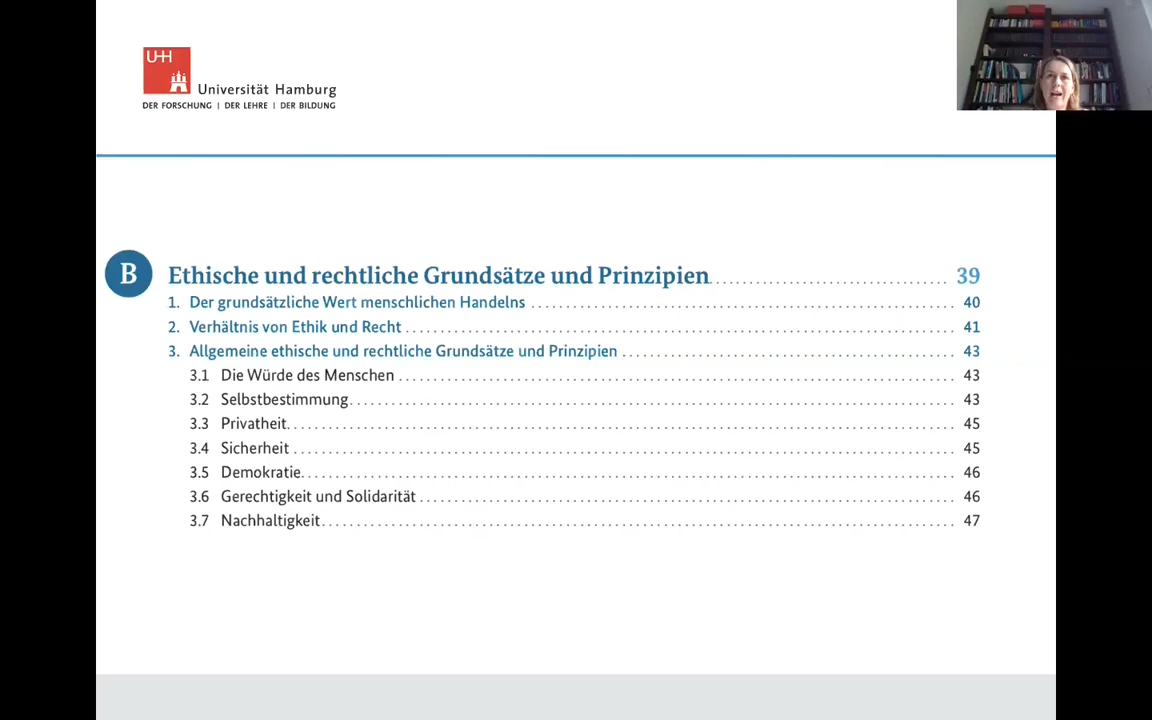 UHH
Universität Hamburg
DER FORSCHUNG | DER LEHRE | DER BILDUNG
B Ethische und rechtliche Grundsätze und Prinzipien 39
1. Der grundsätzliche Wert menschlichen Handelns 40
2. Verhältnis von Ethik und Recht 41
3. Allgemeine ethische und rechtliche Grundsätze und Prinzipien 43
3.1 Die Würde des Menschen 43
3.2 Selbstbestimmung 43
3.3 Privatheit 45
3.4 Sicherheit 45
3.5 Demokratie 46
3.6 Gerechtigkeit und Solidarität 46
3.7 Nachhaltigkeit 47